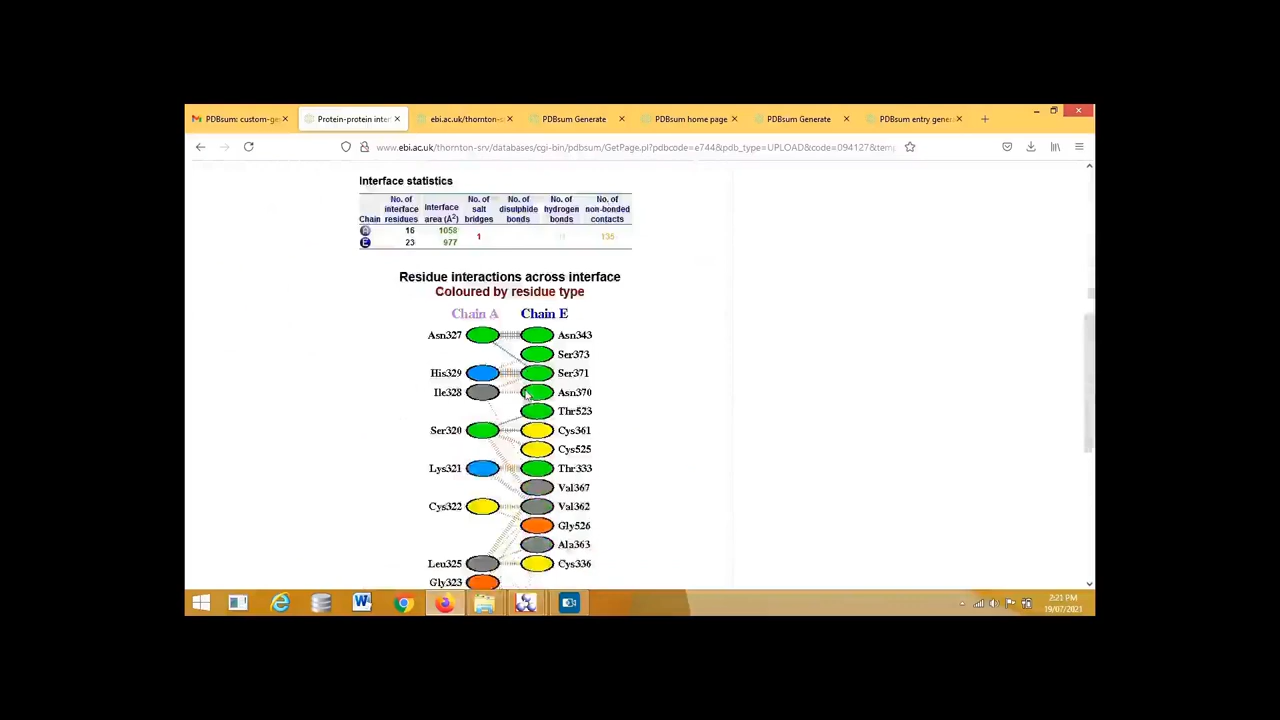 PDBsum: custom-ge
Protein-protein inter
ebi.ac.uk/thornton-s
PDBsum Generate
PDBsum home page
PDBsum Generate
PDBsum entry gener
www.ebi.ac.uk/thornton-srv/databases/cgi-bin/pdbsum/GetPage.pl?pdbcode=e744&pdb_type=UPLOAD&code=094127&tem
Interface statistics
Chain No. of interface residues Interface area (Å2) No. of salt bridges No. of disulphide bonds No. of hydrogen bonds No. of non-bonded contacts
A 16 1058
1
E 23 977
Residue interactions across interface
Coloured by residue type
Chain A Chain E
Asn327 Asn343
Ser373
His329 Ser371
Ile328 Asn370
Thr523
Ser320 Cys361
Cys525
Lys321 Thr333
Val367
Cys322 Val362
Gly526
Ala363
Leu325 Cys336
Gly323
2:21 PM
19/07/2021